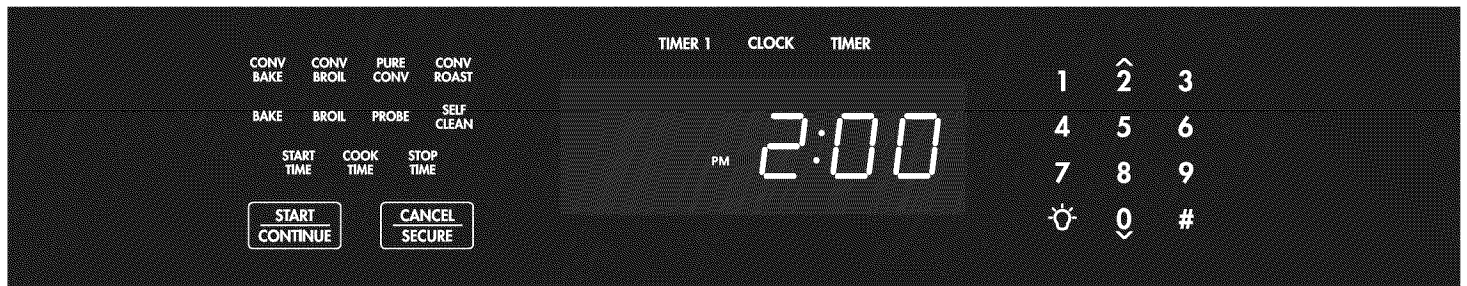 TIMER 1 CLOCK TIMER
CONV BAKE CONV BROIL PURE CONV CONV ROAST
BAKE BROIL PROBE SELF CLEAN
START TIME COOK TIME STOP TIME
START CONTINUE
CANCEL SECURE
PM 2:00
1 2 3
4 5 6
7 8 9
0 #